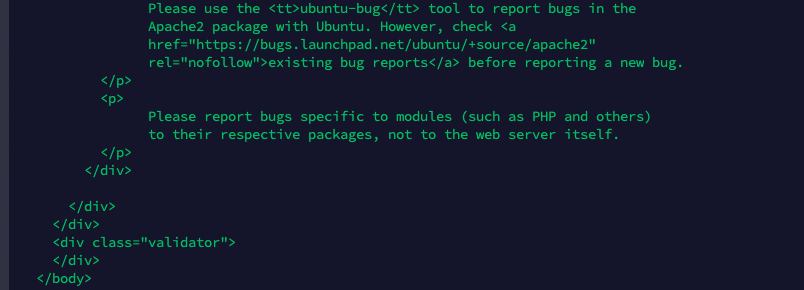 Please use the <tt>ubuntu-bug</tt> tool to report bugs in the
Apache2 package with Ubuntu. However, check <a
href="https://bugs.launchpad.net/ubuntu/+source/apache2"
rel="nofollow">existing bug reports</a> before reporting a new bug.
</p>
<p>
Please report bugs specific to modules (such as PHP and others)
to their respective packages, not to the web server itself.
</p>
</div>
</div>
</div>
<div class="validator">
</div>
</body>